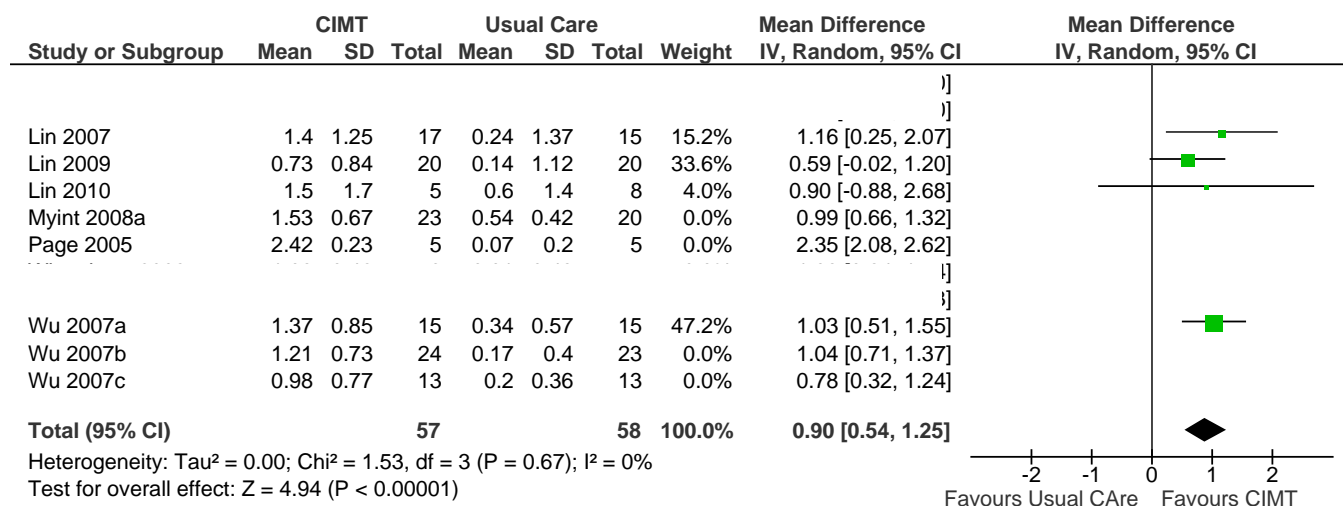 CIMT Usual Care Mean Difference Mean Difference
Study or Subgroup Mean SD Total Mean SD Total Weight IV, Random, 95% CI IV, Random, 95% CI
Lin 2007 1.4 1.25 17 0.24 1.37 15 15.2% 1.16 [0.25, 2.07]
Lin 2009 0.73 0.84 20 0.14 1.12 20 33.6% 0.59 [-0.02, 1.20]
Lin 2010 1.5 1.7 5 0.6 1.4 8 4.0% 0.90 [-0.88, 2.68]
Myint 2008a 1.53 0.67 23 0.54 0.42 20 0.0% 0.99 [0.66, 1.32]
Page 2005 2.42 0.23 5 0.07 0.2 5 0.0% 2.35 [2.08, 2.62]
Wu 2007a 1.37 0.85 15 0.34 0.57 15 47.2% 1.03 [0.51, 1.55]
Wu 2007b 1.21 0.73 24 0.17 0.4 23 0.0% 1.04 [0.71, 1.37]
Wu 2007c 0.98 0.77 13 0.2 0.36 13 0.0% 0.78 [0.32, 1.24]
Total (95% CI) 57 58 100.0% 0.90 [0.54, 1.25]
Heterogeneity: Tau² = 0.00; Chi² = 1.53, df = 3 (P = 0.67); I² = 0%
Test for overall effect: Z = 4.94 (P < 0.00001)
-2 -1 0 1 2
Favours Usual CAre Favours CIMT